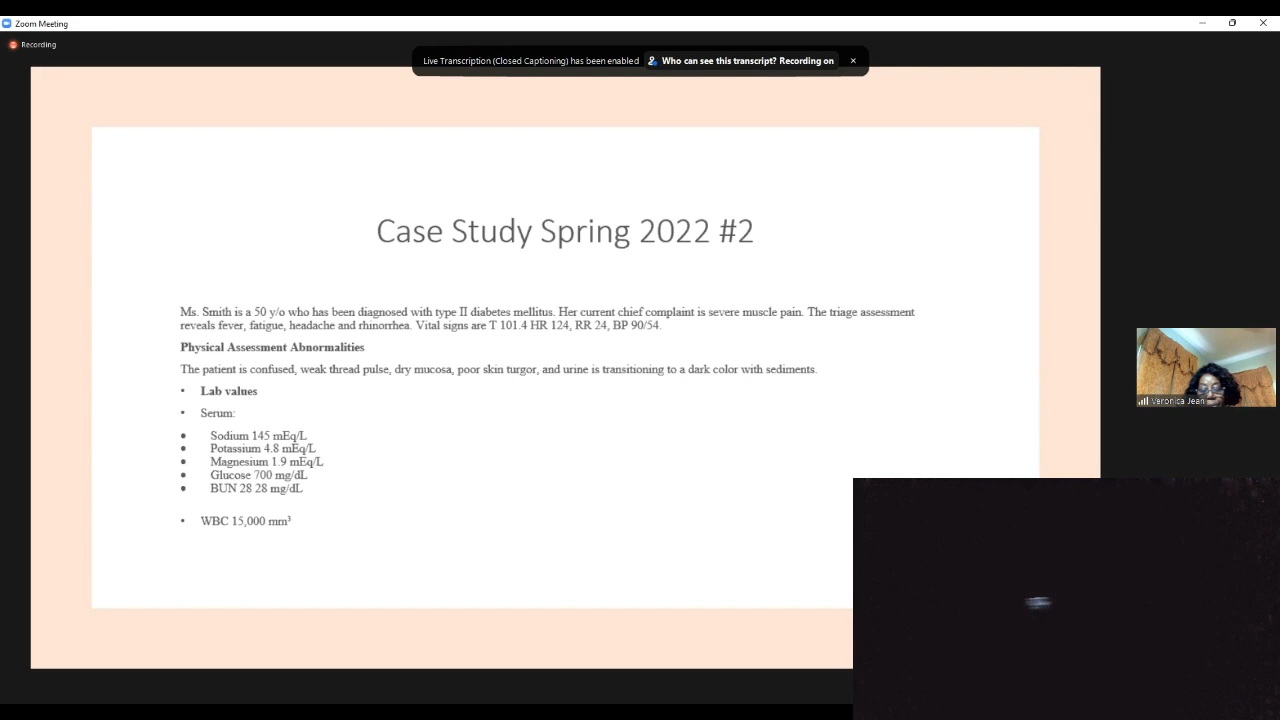 Zoom Meeting
Recording
Live Transcription (Closed Captioning) has been enabled Who can see this transcript? Recording on
Case Study Spring 2022 #2
Ms. Smith is a 50 y/o who has been diagnosed with type II diabetes mellitus. Her current chief complaint is severe muscle pain. The triage assessment
reveals fever, fatigue, headache and rhinorrhea. Vital signs are T 101.4 HR 124, RR 24, BP 90/54.
Physical Assessment Abnormalities
The patient is confused, weak thread pulse, dry mucosa, poor skin turgor, and urine is transitioning to a dark color with sediments.
• Lab values
• Serum:
• Sodium 145 mEq/L
• Potassium 4.8 mEq/L
• Magnesium 1.9 mEq/L
• Glucose 700 mg/dL
• BUN 28 28 mg/dL
• WBC 15,000 mm³
Veronica Jean